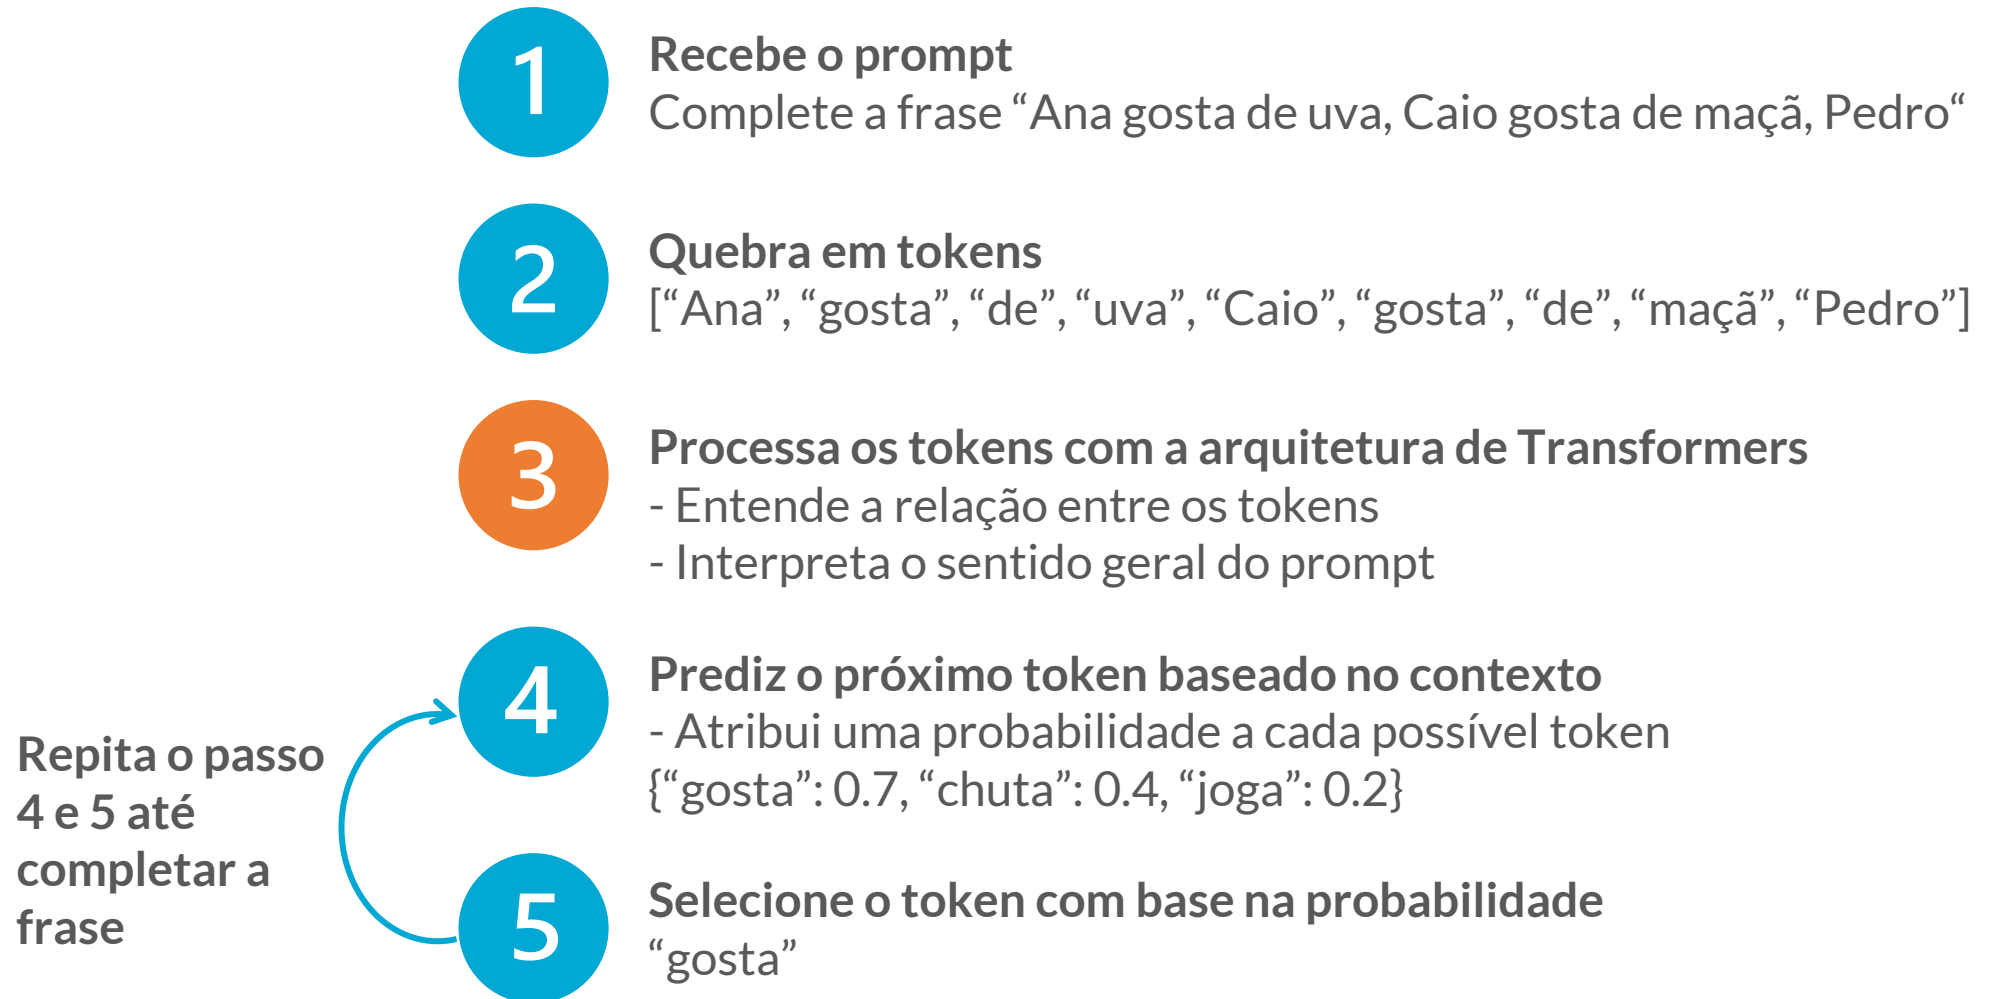 1
Recebe o prompt
Complete a frase “Ana gosta de uva, Caio gosta de maçã, Pedro“
2
Quebra em tokens
[“Ana”, “gosta”, “de”, “uva”, “Caio”, “gosta”, “de”, “maçã”, “Pedro”]
3
Processa os tokens com a arquitetura de Transformers
- Entende a relação entre os tokens
- Interpreta o sentido geral do prompt
4
Prediz o próximo token baseado no contexto
- Atribui uma probabilidade a cada possível token
{“gosta”: 0.7, “chuta”: 0.4, “joga”: 0.2}
Repita o passo
4 e 5 até
completar a
frase
5
Selecione o token com base na probabilidade
“gosta”